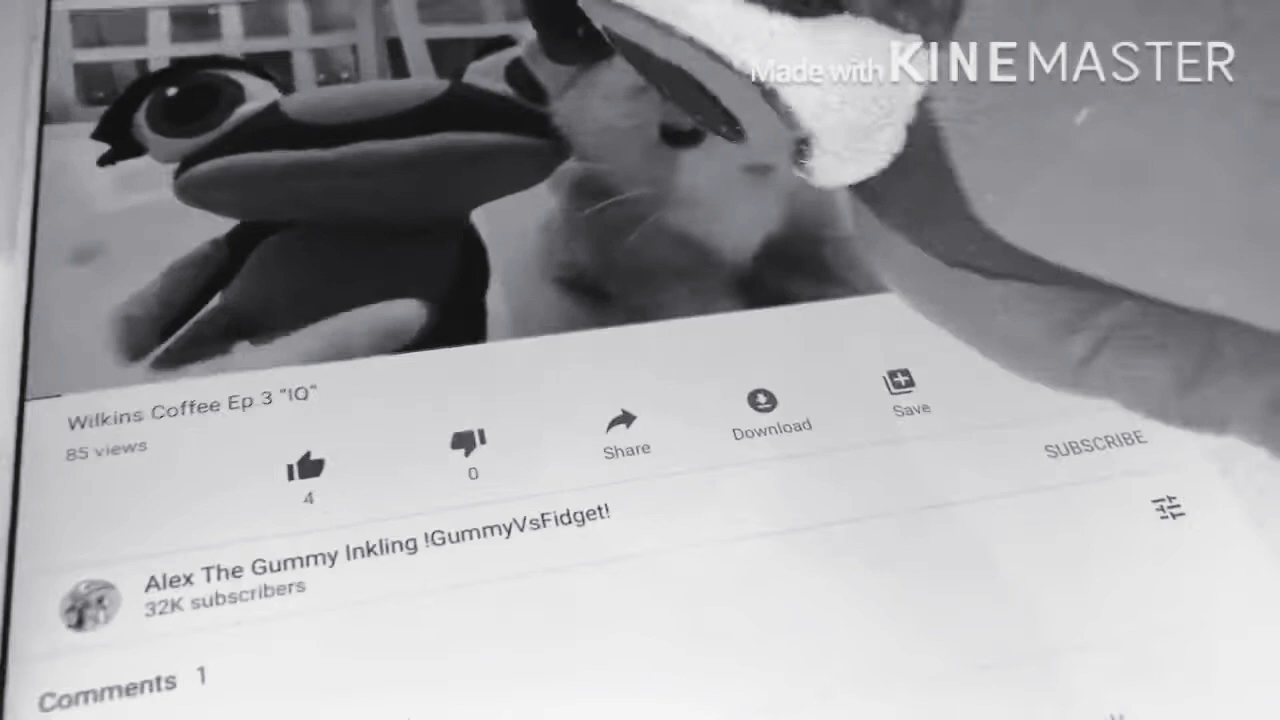 Made with KINEMASTER
Wilkins Coffee Ep 3 "IQ"
85 views
4
0
Share
Download
Save
SUBSCRIBE
Alex The Gummy Inkling !GummyVsFidget!
32K subscribers
Comments 1